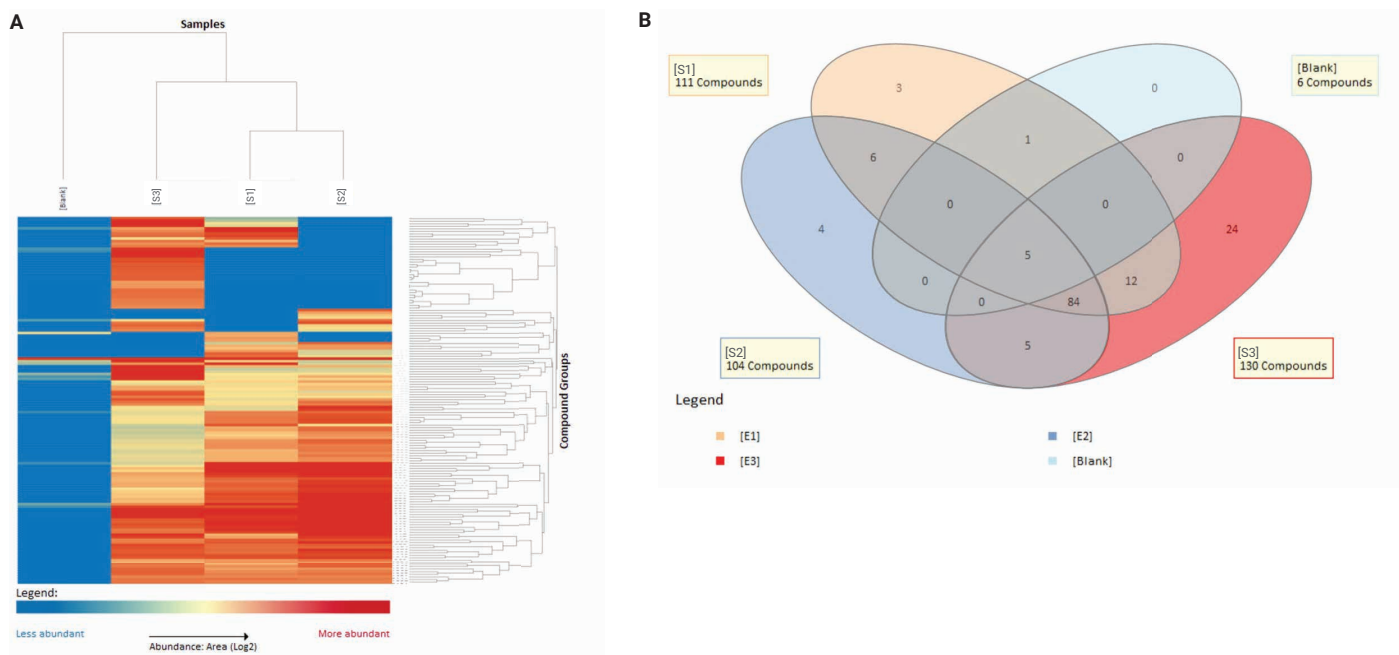 A
Samples
[Blank]
[S3]
[S1]
[S2]
Compound Groups
Legend:
Less abundant
More abundant
Abundance: Area (Log2)
B
[S1]
111 Compounds
[Blank]
6 Compounds
3
0
1
6
0
0
0
4
24
5
0
12
0
84
5
[S2]
104 Compounds
[S3]
130 Compounds
Legend
[E1]
[E2]
[E3]
[Blank]